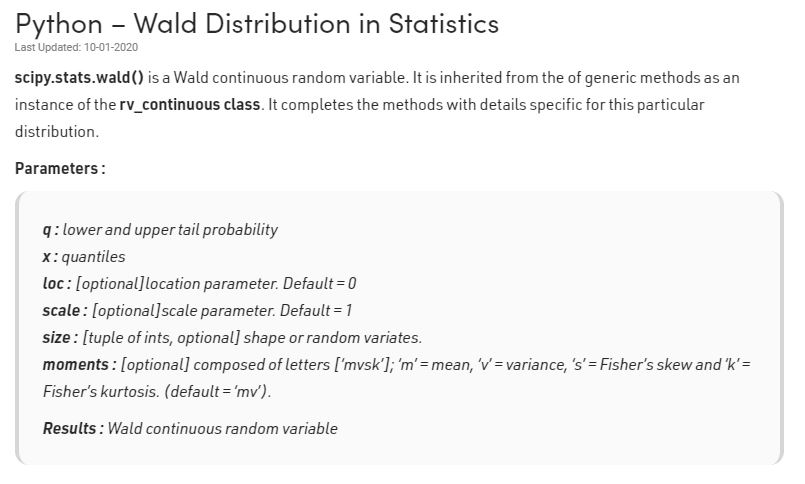 Python – Wald Distribution in Statistics
Last Updated: 10-01-2020
scipy.stats.wald() is a Wald continuous random variable. It is inherited from the of generic methods as an
instance of the rv_continuous class. It completes the methods with details specific for this particular
distribution.
Parameters :
q : lower and upper tail probability
x : quantiles
loc : [optional]location parameter. Default = 0
scale : [optional]scale parameter. Default = 1
size : [tuple of ints, optional] shape or random variates.
moments : [optional] composed of letters [‘mvsk’]; ‘m’ = mean, ‘v’ = variance, ‘s’ = Fisher’s skew and ‘k’ =
Fisher’s kurtosis. (default = ‘mv’).
Results : Wald continuous random variable